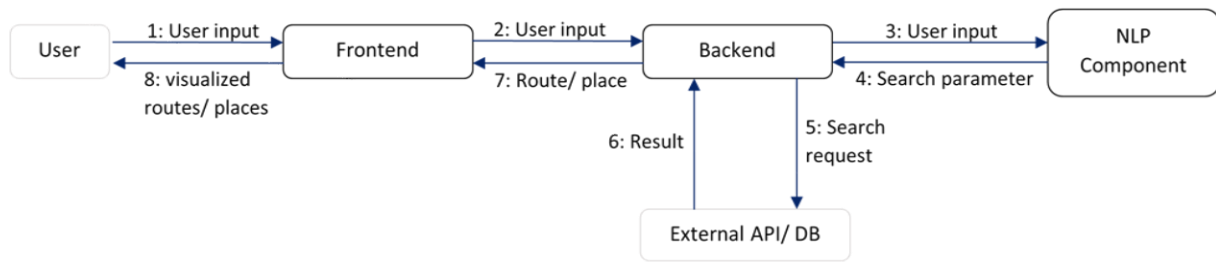 1: User input
2: User input
3: User input
User
Frontend
Backend
NLP
Component
8: visualized
routes/ places
7: Route/ place
4: Search parameter
6: Result
5: Search
request
External API/ DB